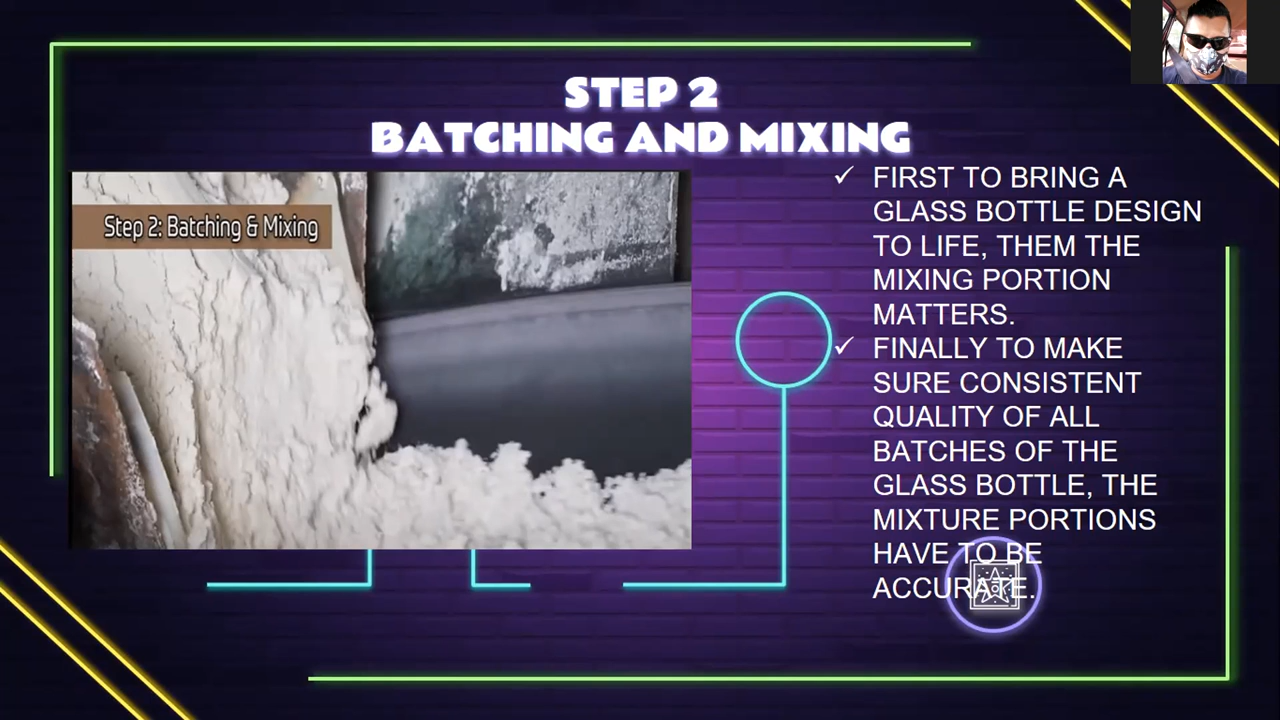 STEP 2
BATCHING AND MIXING
Step 2: Batching & Mixing
✓ FIRST TO BRING A
GLASS BOTTLE DESIGN
TO LIFE, THEM THE
MIXING PORTION
MATTERS.
✓ FINALLY TO MAKE
SURE CONSISTENT
QUALITY OF ALL
BATCHES OF THE
GLASS BOTTLE, THE
MIXTURE PORTIONS
HAVE TO BE
ACCURATE.